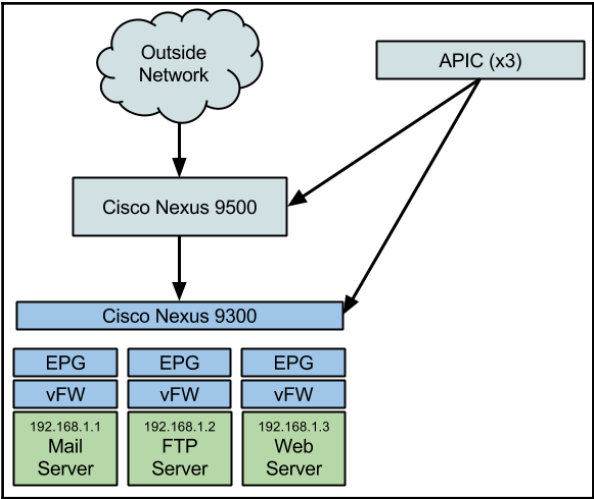 Outside
Network
APIC (x3)
Cisco Nexus 9500
Cisco Nexus 9300
EPG
EPG
EPG
vFW
vFW
vFW
192.168.1.1
Mail
Server
192.168.1.2
FTP
Server
192.168.1.3
Web
Server